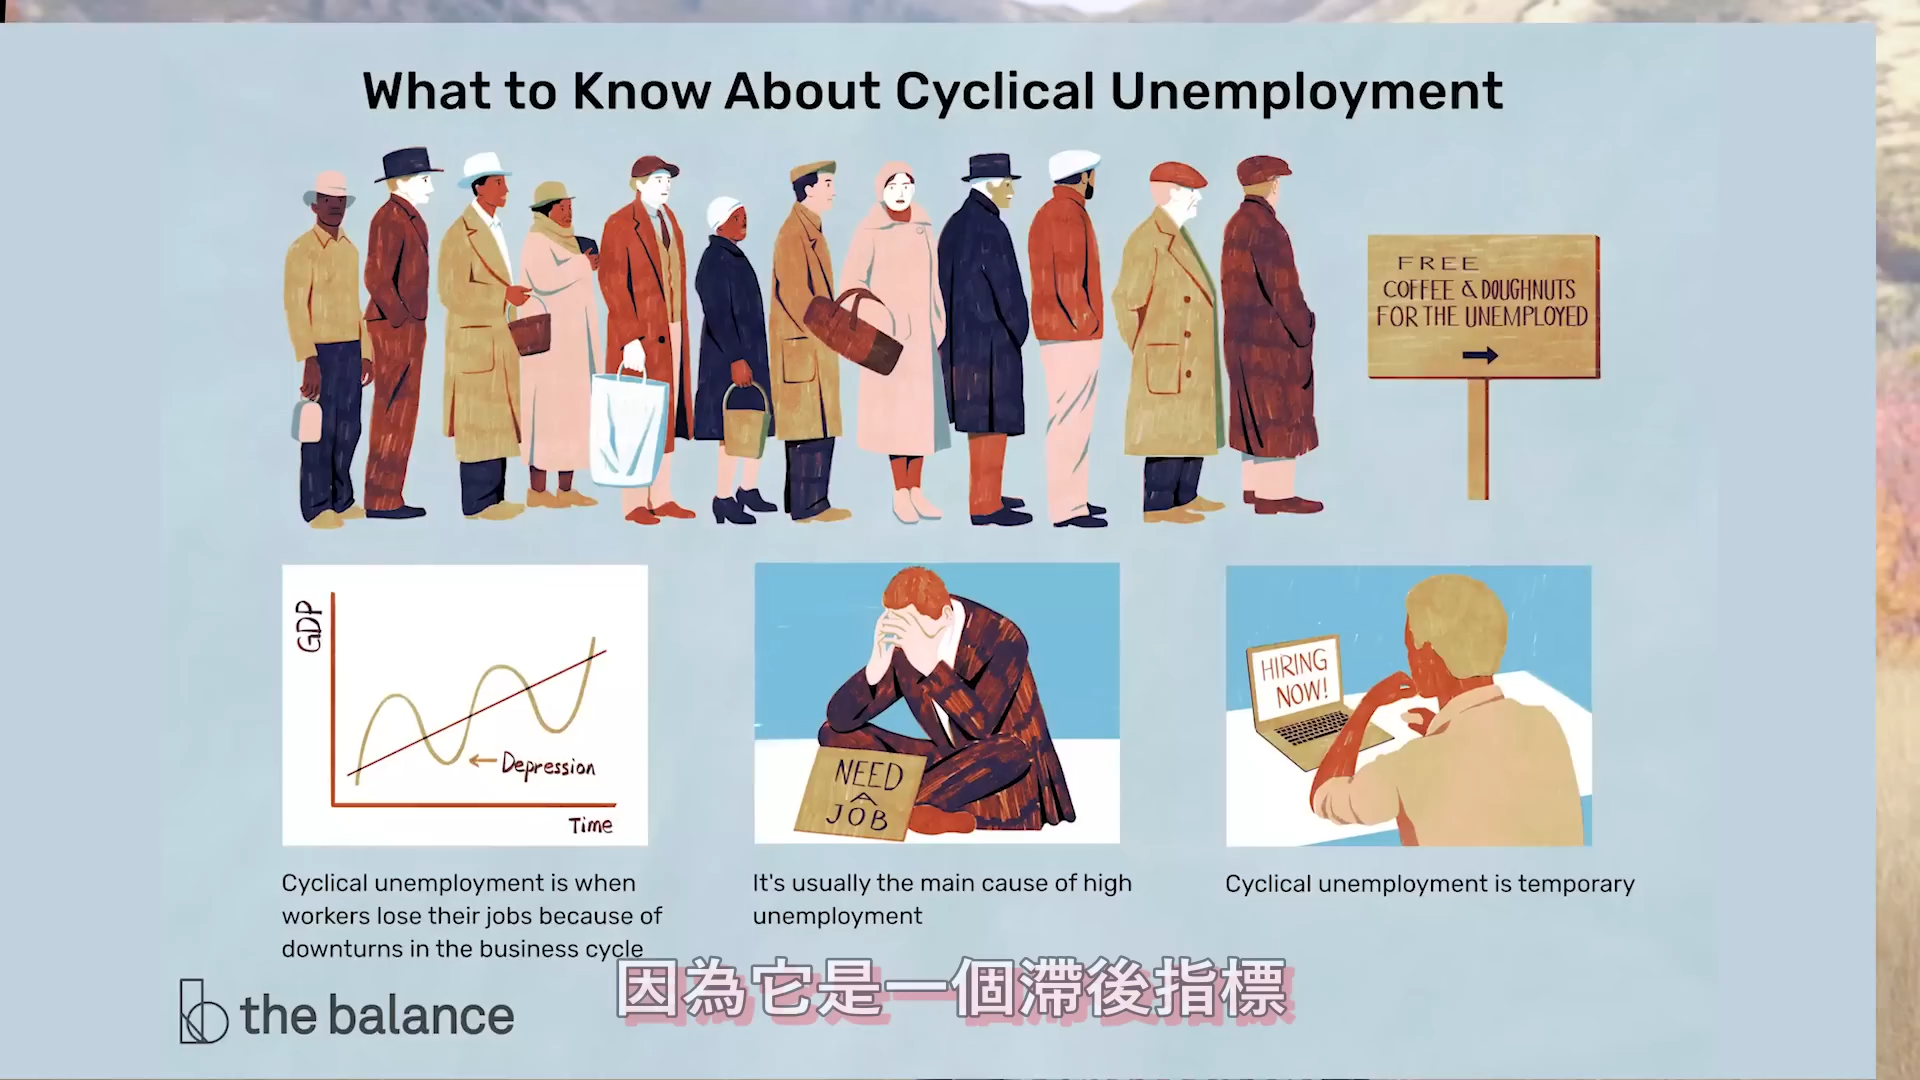 What to Know About Cyclical Unemployment
FREE
COFFEE & DOUGHNUTS
FOR THE UNEMPLOYED
GDP
Depression
Time
NEED
A
JOB
HIRING
NOW!
Cyclical unemployment is when
workers lose their jobs because of
downturns in the business cycle
It's usually the main cause of high
unemployment
Cyclical unemployment is temporary
因為它是一個滯後指標
the balance